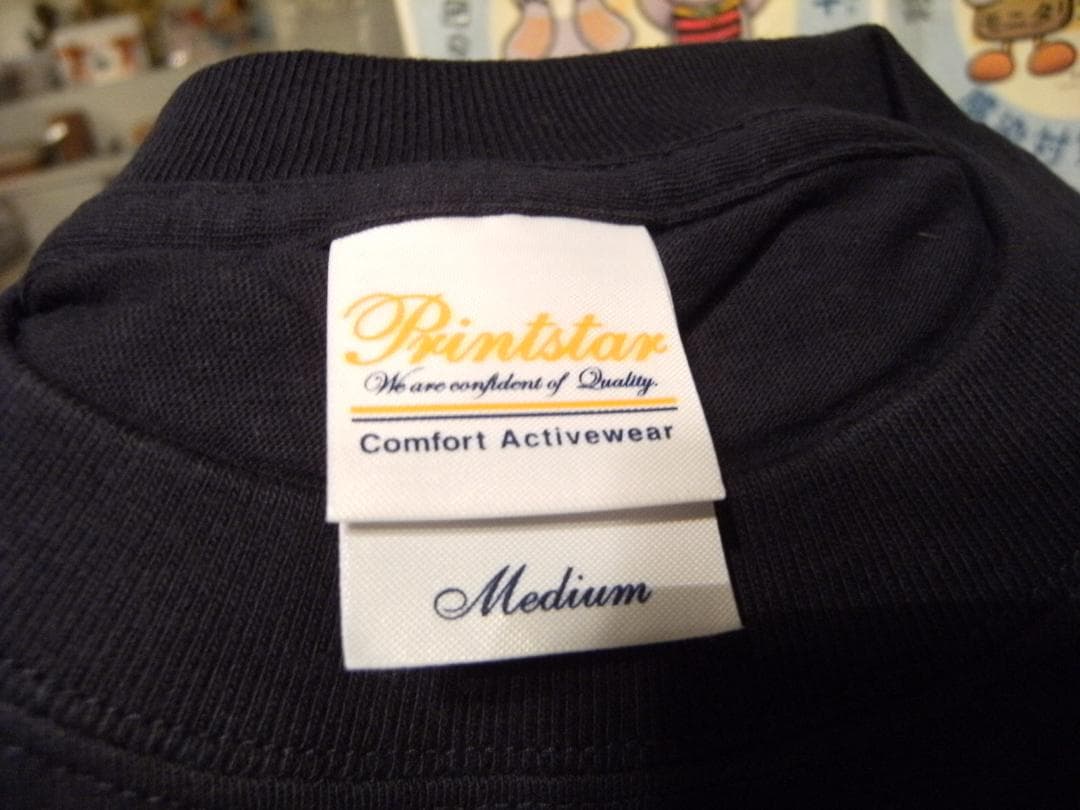 Printstar
We are confident of Quality.
Comfort Activewear
Medium